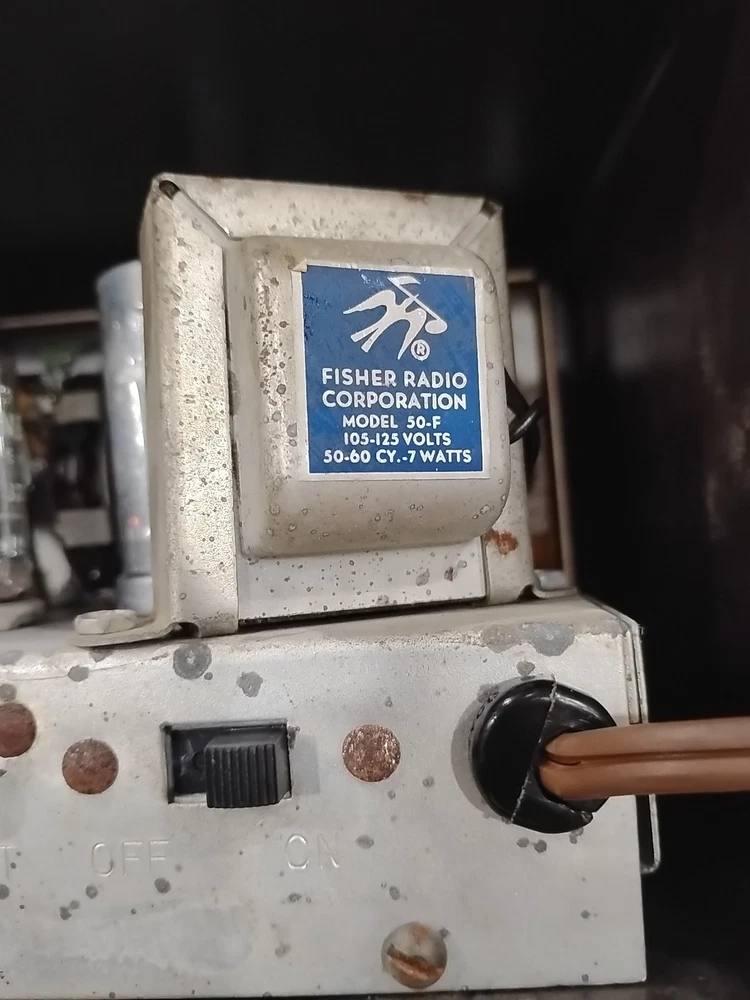 ®
FISHER RADIO
CORPORATION
MODEL 50-F
105-125 VOLTS
50-60 CY.-7 WATTS
T OFF ON